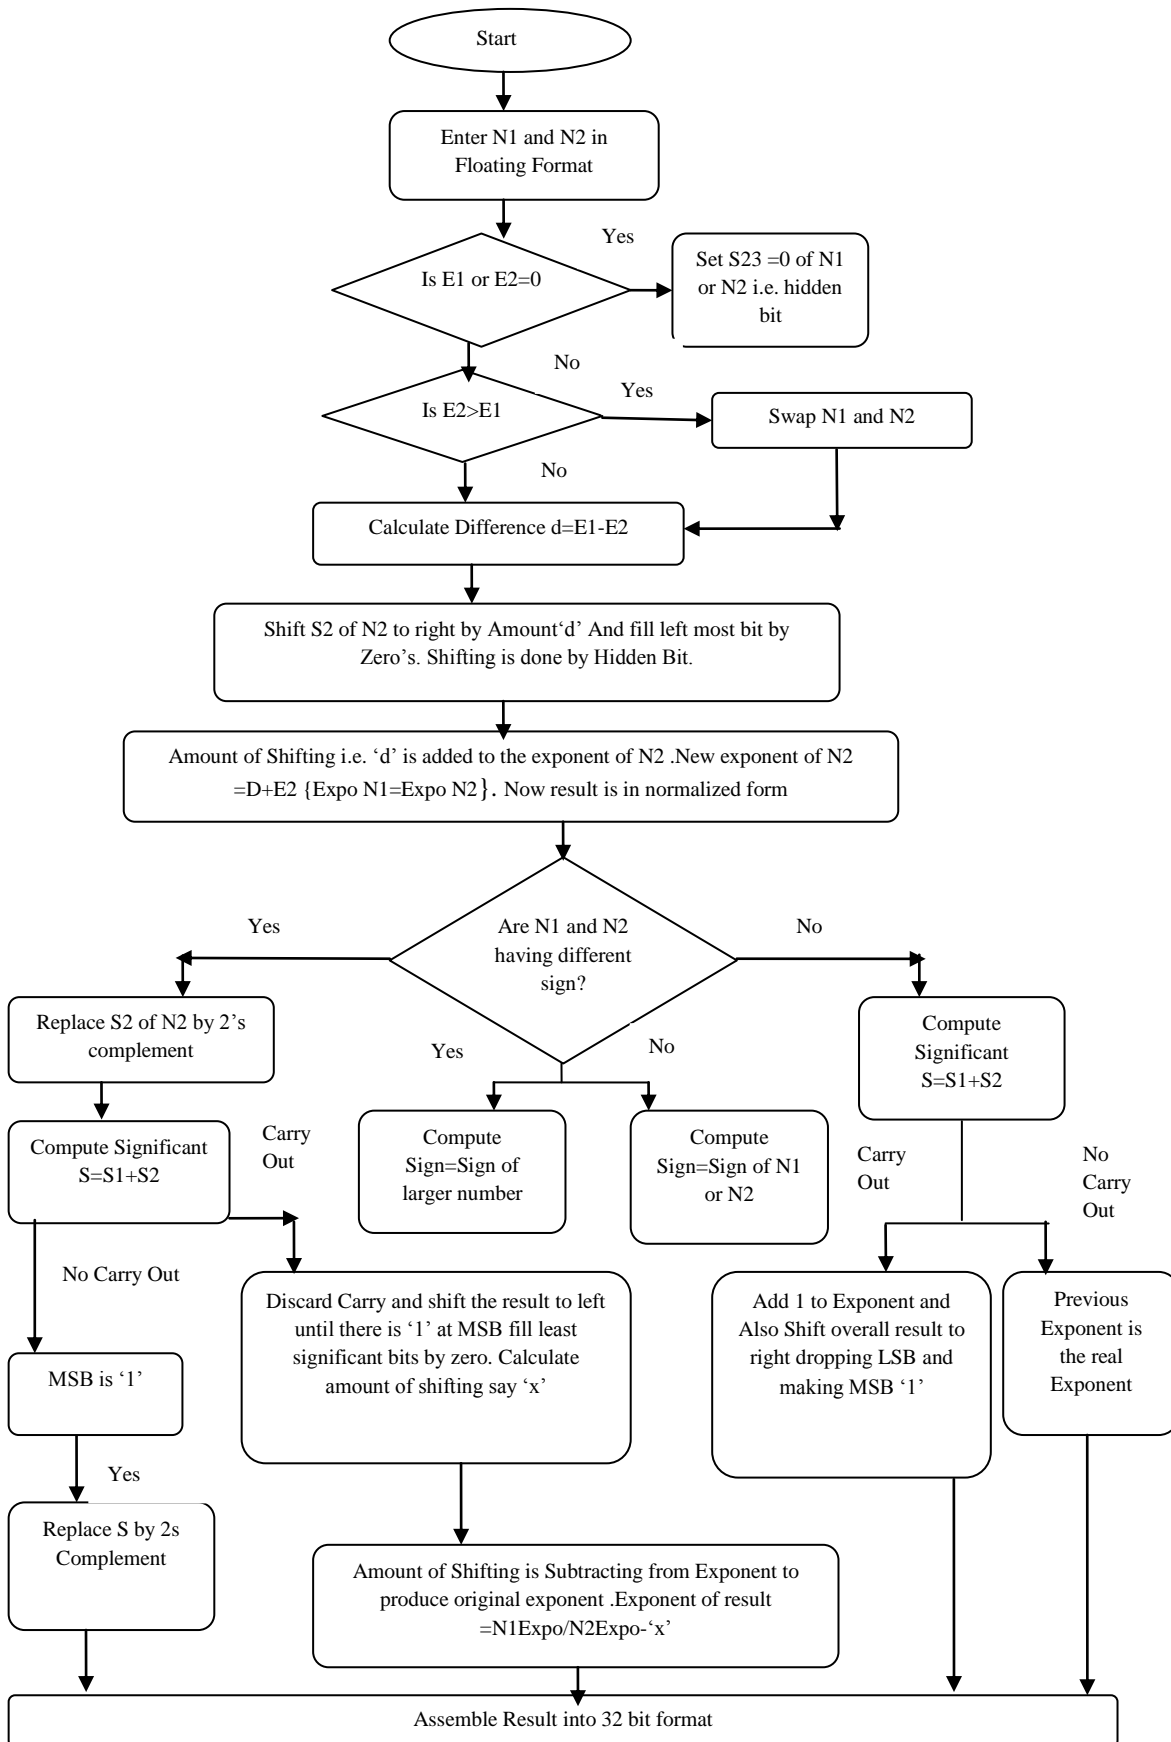 Start
Enter N1 and N2 in
Floating Format
Yes
Is E1 or E2=0
Set S23 =0 of N1
or N2 i.e. hidden
bit
No
Yes
Is E2>E1
Swap N1 and N2
No
Calculate Difference d=E1-E2
Shift S2 of N2 to right by Amount‘d’ And fill left most bit by
Zero's. Shifting is done by Hidden Bit.
Amount of Shifting i.e. ‘d’ is added to the exponent of N2 .New exponent of N2
=D+E2 {Expo N1=Expo N2}. Now result is in normalized form
Are N1 and N2
having different
sign?
Yes
No
Replace S2 of N2 by 2’s
complement
Yes
No
Compute
Significant
S=S1+S2
Compute Significant
S=S1+S2
Carry
Out
Compute
Sign=Sign of
larger number
Compute
Sign=Sign of N1
or N2
Carry
Out
No
Carry
Out
No Carry Out
Discard Carry and shift the result to left
until there is ‘1’ at MSB fill least
significant bits by zero. Calculate
amount of shifting say ‘x’
Add 1 to Exponent and
Also Shift overall result to
right dropping LSB and
making MSB ‘1’
Previous
Exponent is
the real
Exponent
MSB is ‘1’
Yes
Replace S by 2s
Complement
Amount of Shifting is Subtracting from Exponent to
produce original exponent .Exponent of result
=N1Expo/N2Expo-‘x’
Assemble Result into 32 bit format